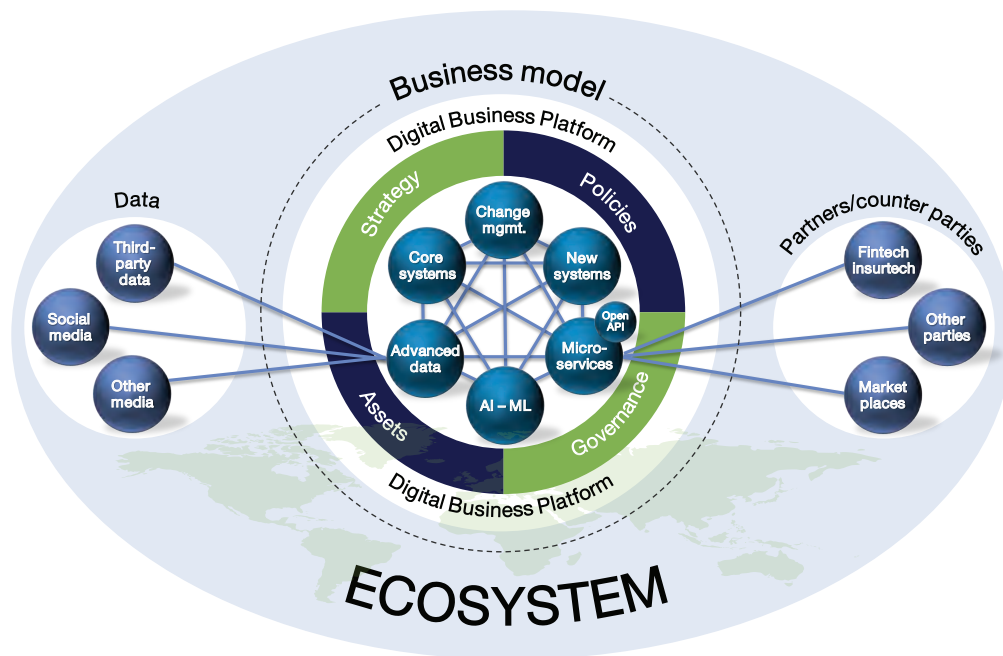 Business model
Digital Business Platform
Strategy
Policies
Data
Third-
party
data
Social
media
Other
media
Change
mgmt.
Core
systems
New
systems
Open
API
Advanced
data
Micro-
services
AI – ML
Assets
Governance
Partners/counter parties
Fintech
Insurtech
Other
parties
Market
places
Digital Business Platform
ECOSYSTEM